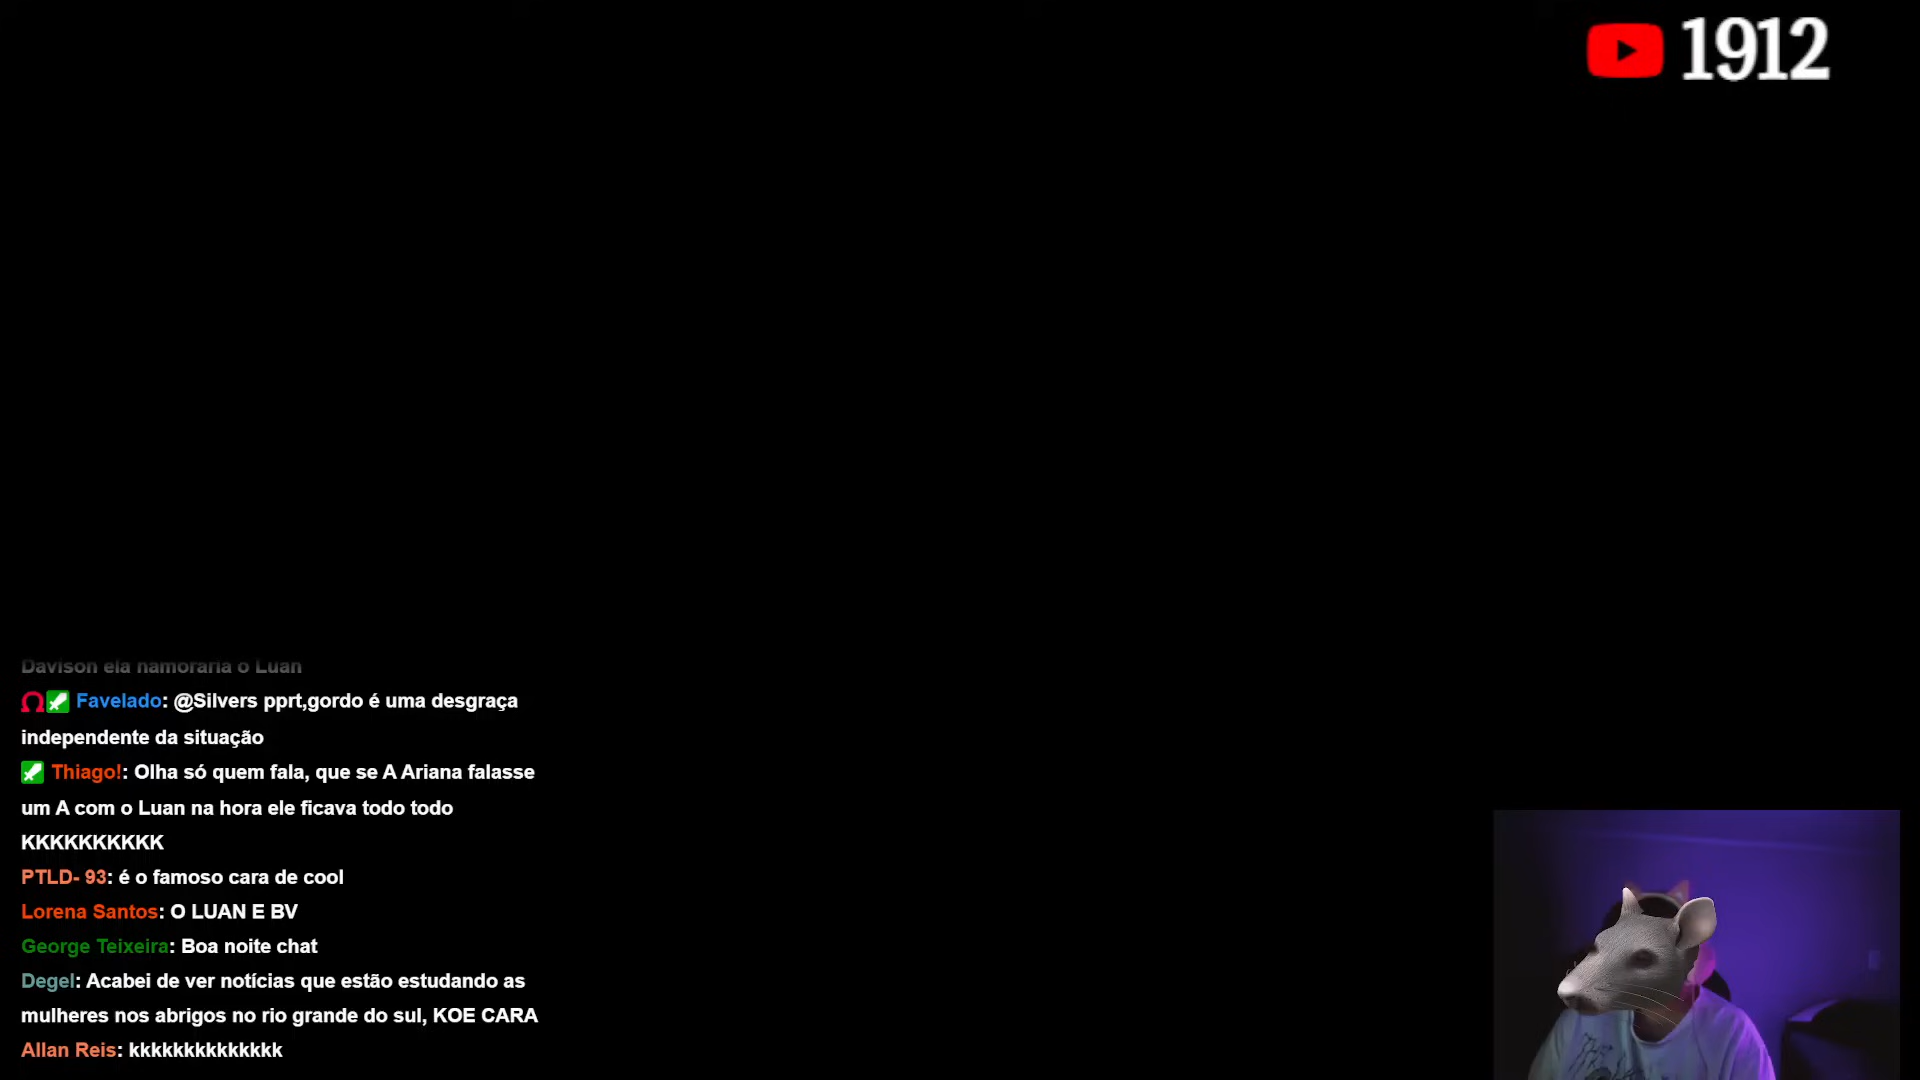 1912
Davison ela namoraria o Luan
Favelado: @Silvers pprt,gordo é uma desgraça
independente da situação
Thiago!: Olha só quem fala, que se A Ariana falasse
um A com o Luan na hora ele ficava todo todo
KKKKKKKKKK
PTLD- 93: é o famoso cara de cool
Lorena Santos: O LUAN E BV
George Teixeira: Boa noite chat
Degel: Acabei de ver notícias que estão estudando as
mulheres nos abrigos no rio grande do sul, KOE CARA
Allan Reis: kkkkkkkkkkkkkk